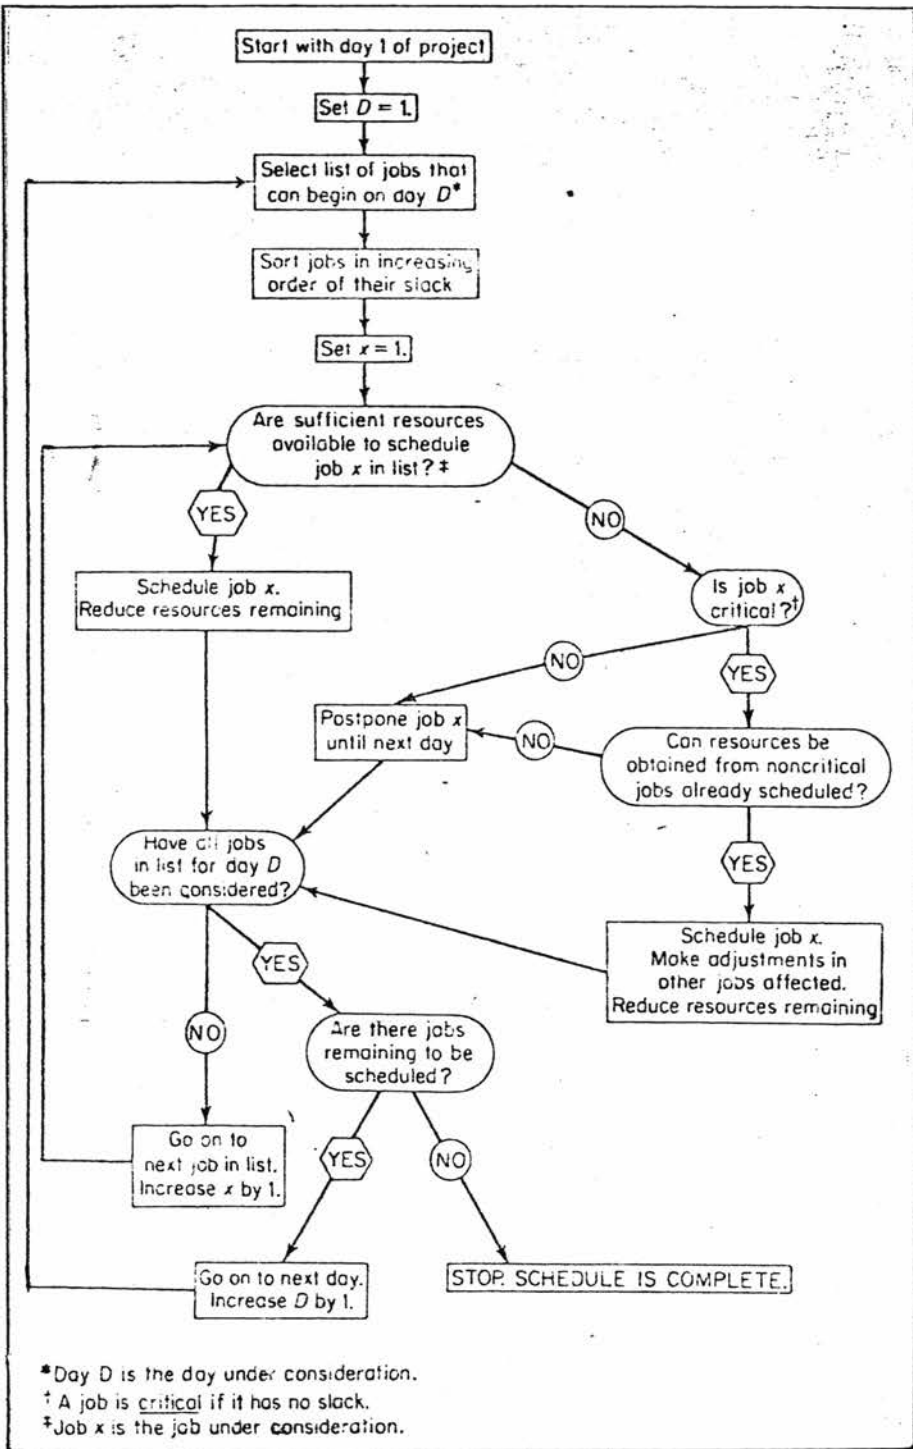 Start with day 1 of project
Set D = 1.
Select list of jobs that
can begin on day D*
Sort jobs in increasing
order of their slack
Set x = 1.
Are sufficient resources
available to schedule
job x in list?‡
YES
NO
Schedule job x.
Reduce resources remaining
Is job x
critical?†
NO
YES
Postpone job x
until next day
NO
Can resources be
obtained from noncritical
jobs already scheduled?
YES
Have all jobs
in list for day D
been considered?
Schedule job x.
Make adjustments in
other jobs affected.
Reduce resources remaining
YES
NO
Are there jobs
remaining to be
scheduled?
Go on to
next job in list.
Increase x by 1.
YES
NO
Go on to next day.
Increase D by 1.
STOP. SCHEDULE IS COMPLETE.
*Day D is the day under consideration.
†A job is critical if it has no slack.
‡Job x is the job under consideration.